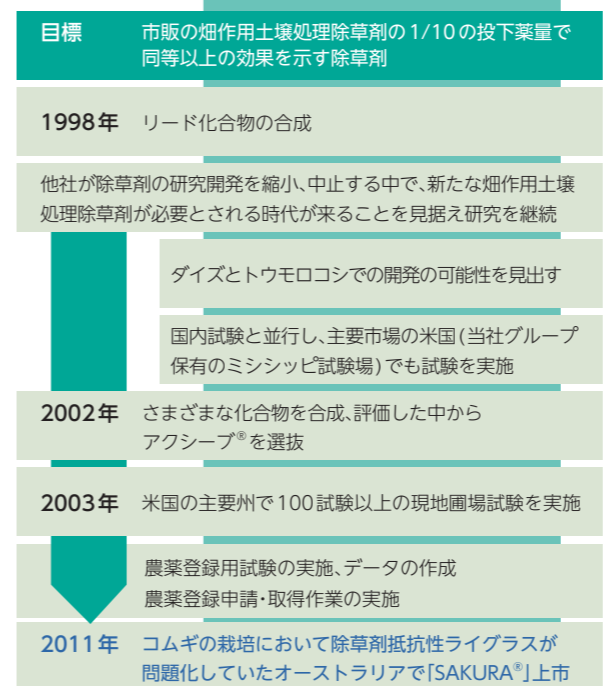 目標 市販の畑作用土壌処理除草剤の1/10の投下薬量で
同等以上の効果を示す除草剤
1998年 リード化合物の合成
他社が除草剤の研究開発を縮小、中止する中で、新たな畑作用土壌
処理除草剤が必要とされる時代が来ることを見据え研究を継続
ダイズとトウモロコシでの開発の可能性を見出す
国内試験と並行し、主要市場の米国(当社グループ
保有のミシシッピ試験場)でも試験を実施
2002年 さまざまな化合物を合成、評価した中から
アクシーブ®を選抜
2003年 米国の主要州で100試験以上の現地圃場試験を実施
農薬登録用試験の実施、データの作成
農薬登録申請・取得作業の実施
2011年 コムギの栽培において除草剤抵抗性ライグラスが
問題化していたオーストラリアで「SAKURA®」上市